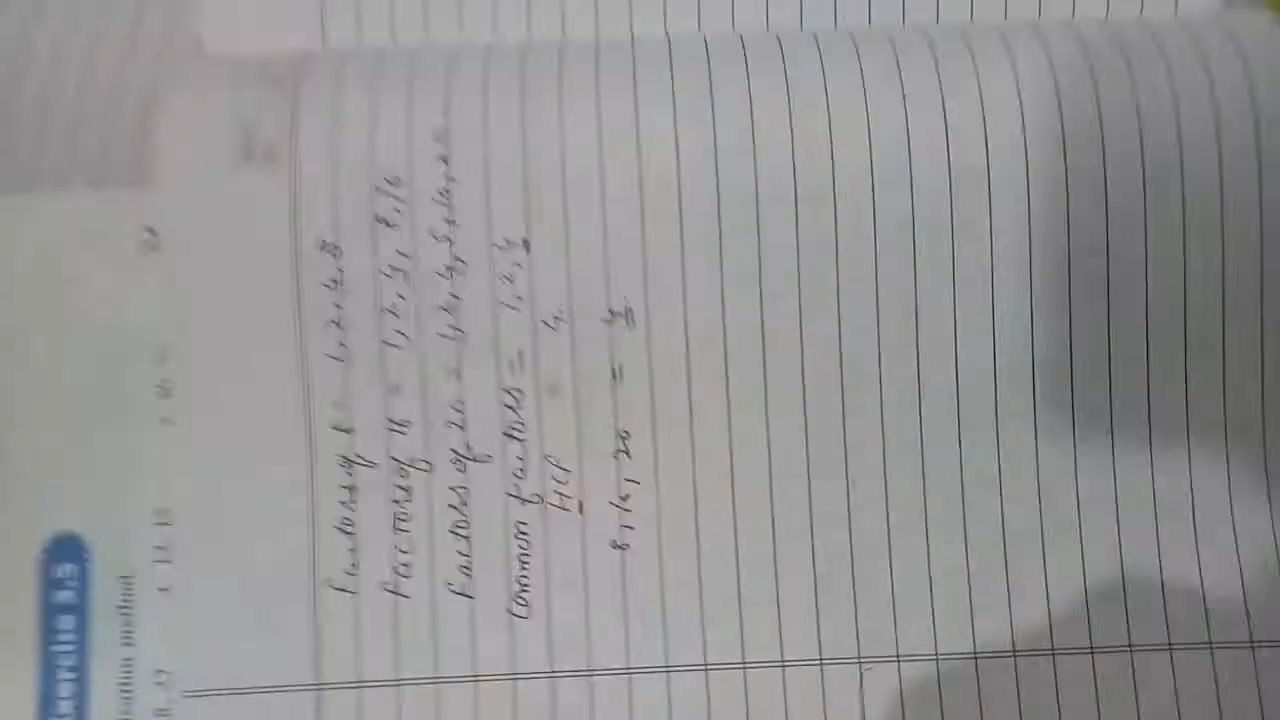 Exercise 3.5
Factors of 8 = 1, 2, 4, 8
Factors of 16 = 1, 2, 4, 8, 16
Factors of 20 = 1, 2, 4, 5, 10, 20
Common factors = 1, 2, 4
HCF = 4
8, 16, 20 = 4